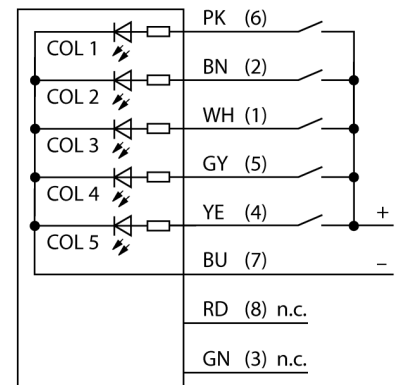 PK (6)
COL 1
BN (2)
COL 2
WH (1)
COL 3
GY (5)
COL 4
YE (4)
+
COL 5
BU (7)
–
RD (8) n.c.
GN (3) n.c.